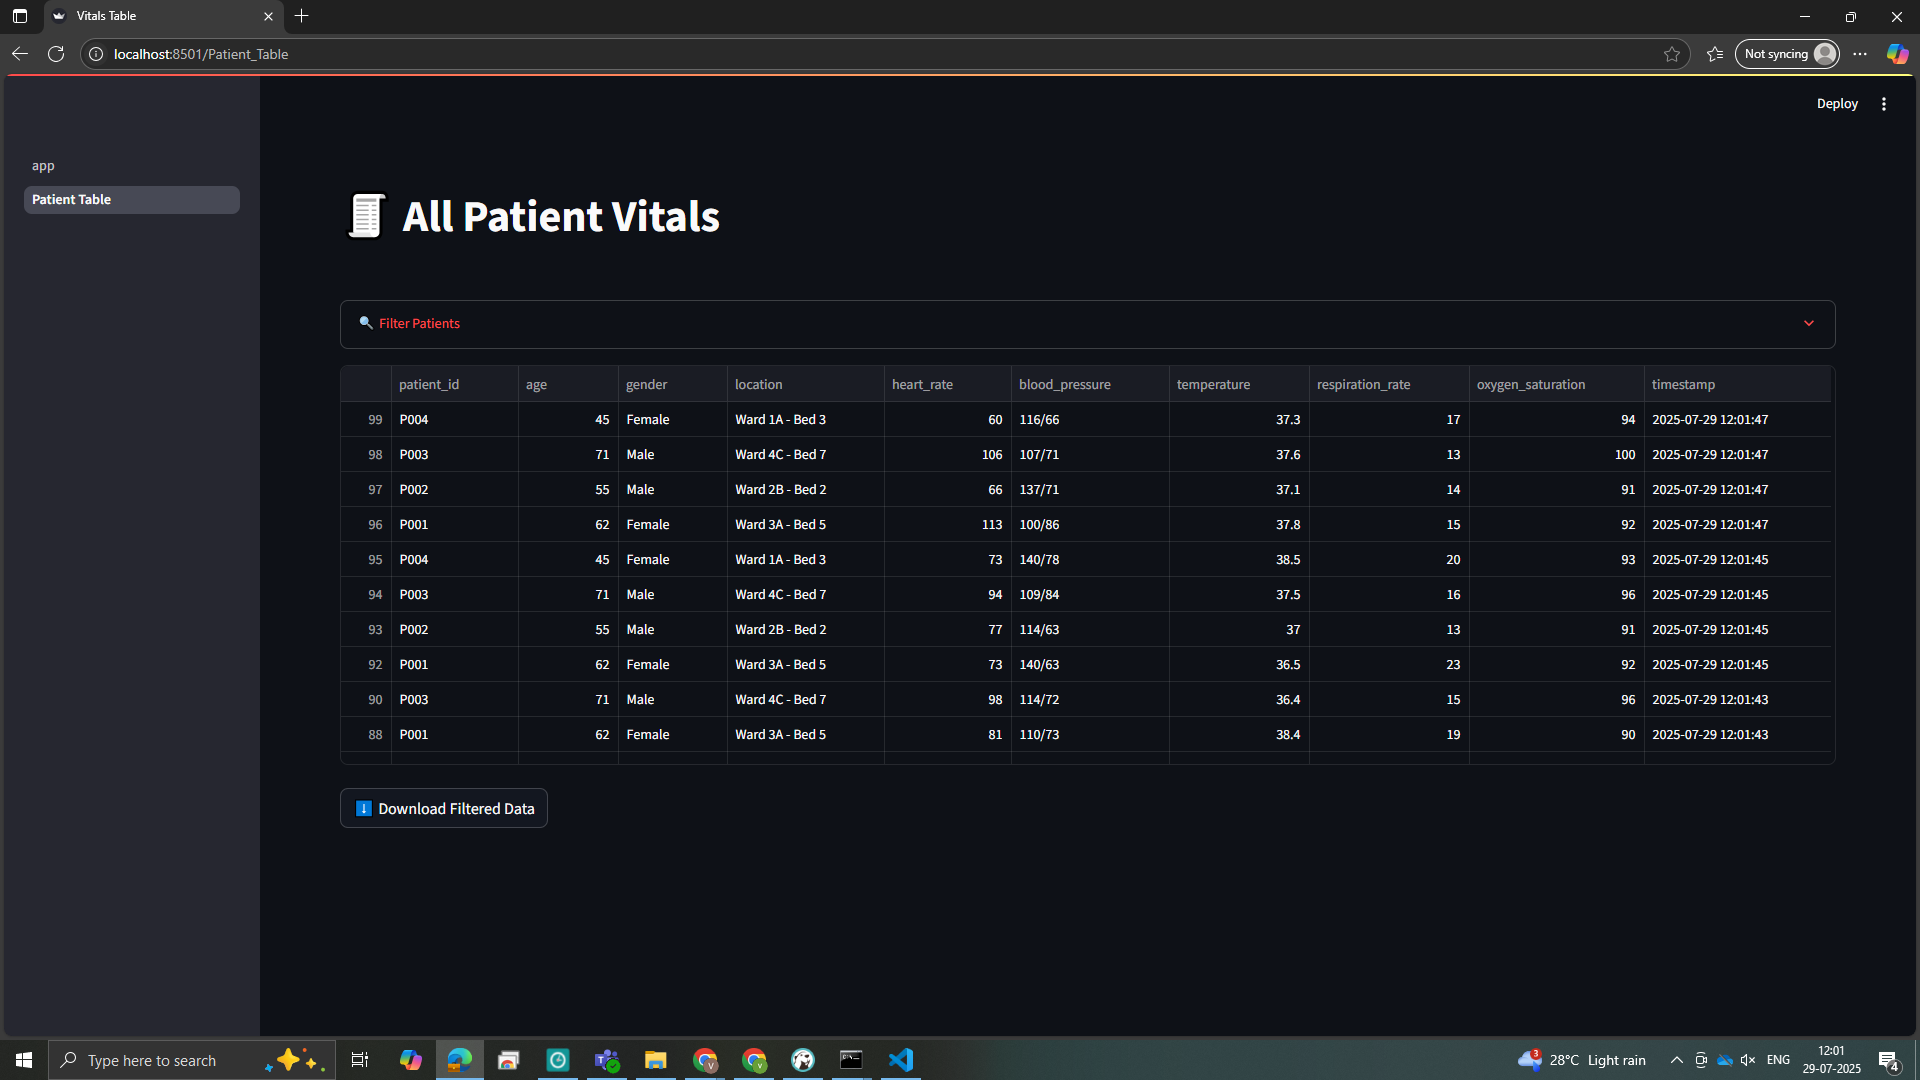 Vitals Table
localhost:8501/Patient_Table
Not syncing
Deploy
app
Patient Table
All Patient Vitals
Filter Patients
patient_id age gender location heart_rate blood_pressure temperature respiration_rate oxygen_saturation timestamp
99 P004 45 Female Ward 1A - Bed 3 60 116/66 37.3 17 94 2025-07-29 12:01:47
98 P003 71 Male Ward 4C - Bed 7 106 107/71 37.6 13 100 2025-07-29 12:01:47
97 P002 55 Male Ward 2B - Bed 2 66 137/71 37.1 14 91 2025-07-29 12:01:47
96 P001 62 Female Ward 3A - Bed 5 113 100/86 37.8 15 92 2025-07-29 12:01:47
95 P004 45 Female Ward 1A - Bed 3 73 140/78 38.5 20 93 2025-07-29 12:01:45
94 P003 71 Male Ward 4C - Bed 7 94 109/84 37.5 16 96 2025-07-29 12:01:45
93 P002 55 Male Ward 2B - Bed 2 77 114/63 37 13 91 2025-07-29 12:01:45
92 P001 62 Female Ward 3A - Bed 5 73 140/63 36.5 23 92 2025-07-29 12:01:45
90 P003 71 Male Ward 4C - Bed 7 98 114/72 36.4 15 96 2025-07-29 12:01:43
88 P001 62 Female Ward 3A - Bed 5 81 110/73 38.4 19 90 2025-07-29 12:01:43
Download Filtered Data
Type here to search
3
28°C Light rain
ENG
12:01
29-07-2025
4